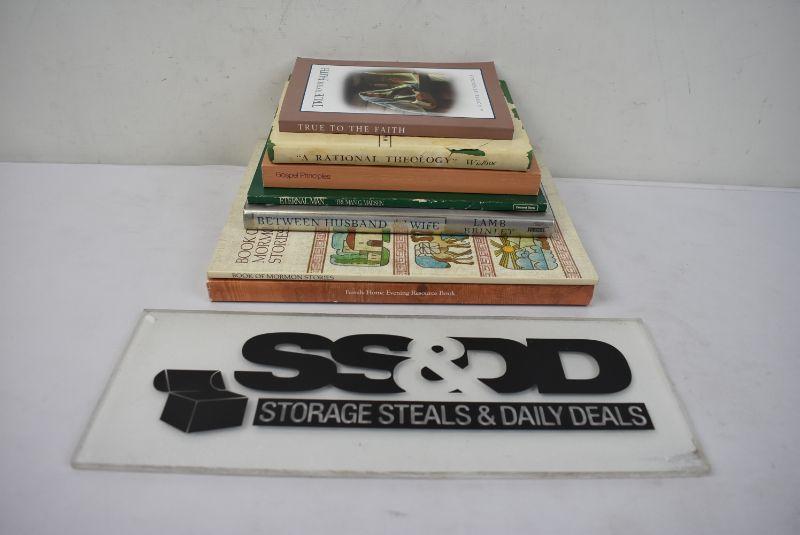 TRUE TO THE FAITH
TRUE TO THE FAITH
"A RATIONAL THEOLOGY" Widtsoe
Gospel Principles
ETERNAL MAN TRUMAN G. MADSEN
BETWEEN HUSBAND and WIFE LAMB
BRINLEY
BOOK OF
MORMON
STORIES
BOOK OF MORMON STORIES
Family Home Evening Resource Book
SS&DD
STORAGE STEALS & DAILY DEALS